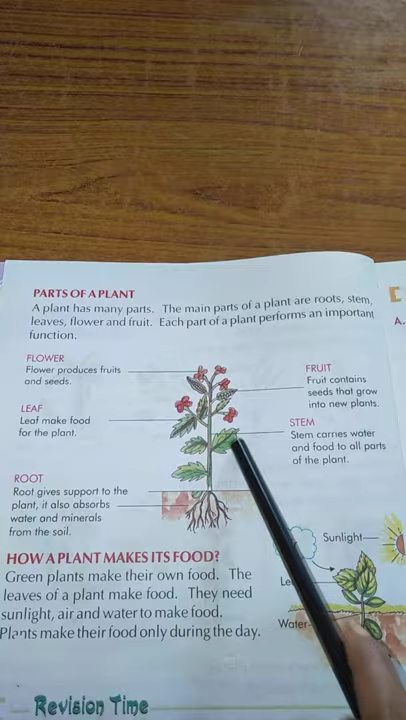 PARTS OF A PLANT
A plant has many parts. The main parts of a plant are roots, stem,
leaves, flower and fruit. Each part of a plant performs an important
function.
FLOWER
Flower produces fruits
and seeds.
FRUIT
Fruit contains
seeds that grow
into new plants.
LEAF
Leaf make food
for the plant.
STEM
Stem carries water
and food to all parts
of the plant.
ROOT
Root gives support to the
plant, it also absorbs
water and minerals
from the soil.
HOW A PLANT MAKES ITS FOOD?
Green plants make their own food. The
leaves of a plant make food. They need
sunlight, air and water to make food.
Plants make their food only during the day.
Sunlight
Water
Revision Time
A.